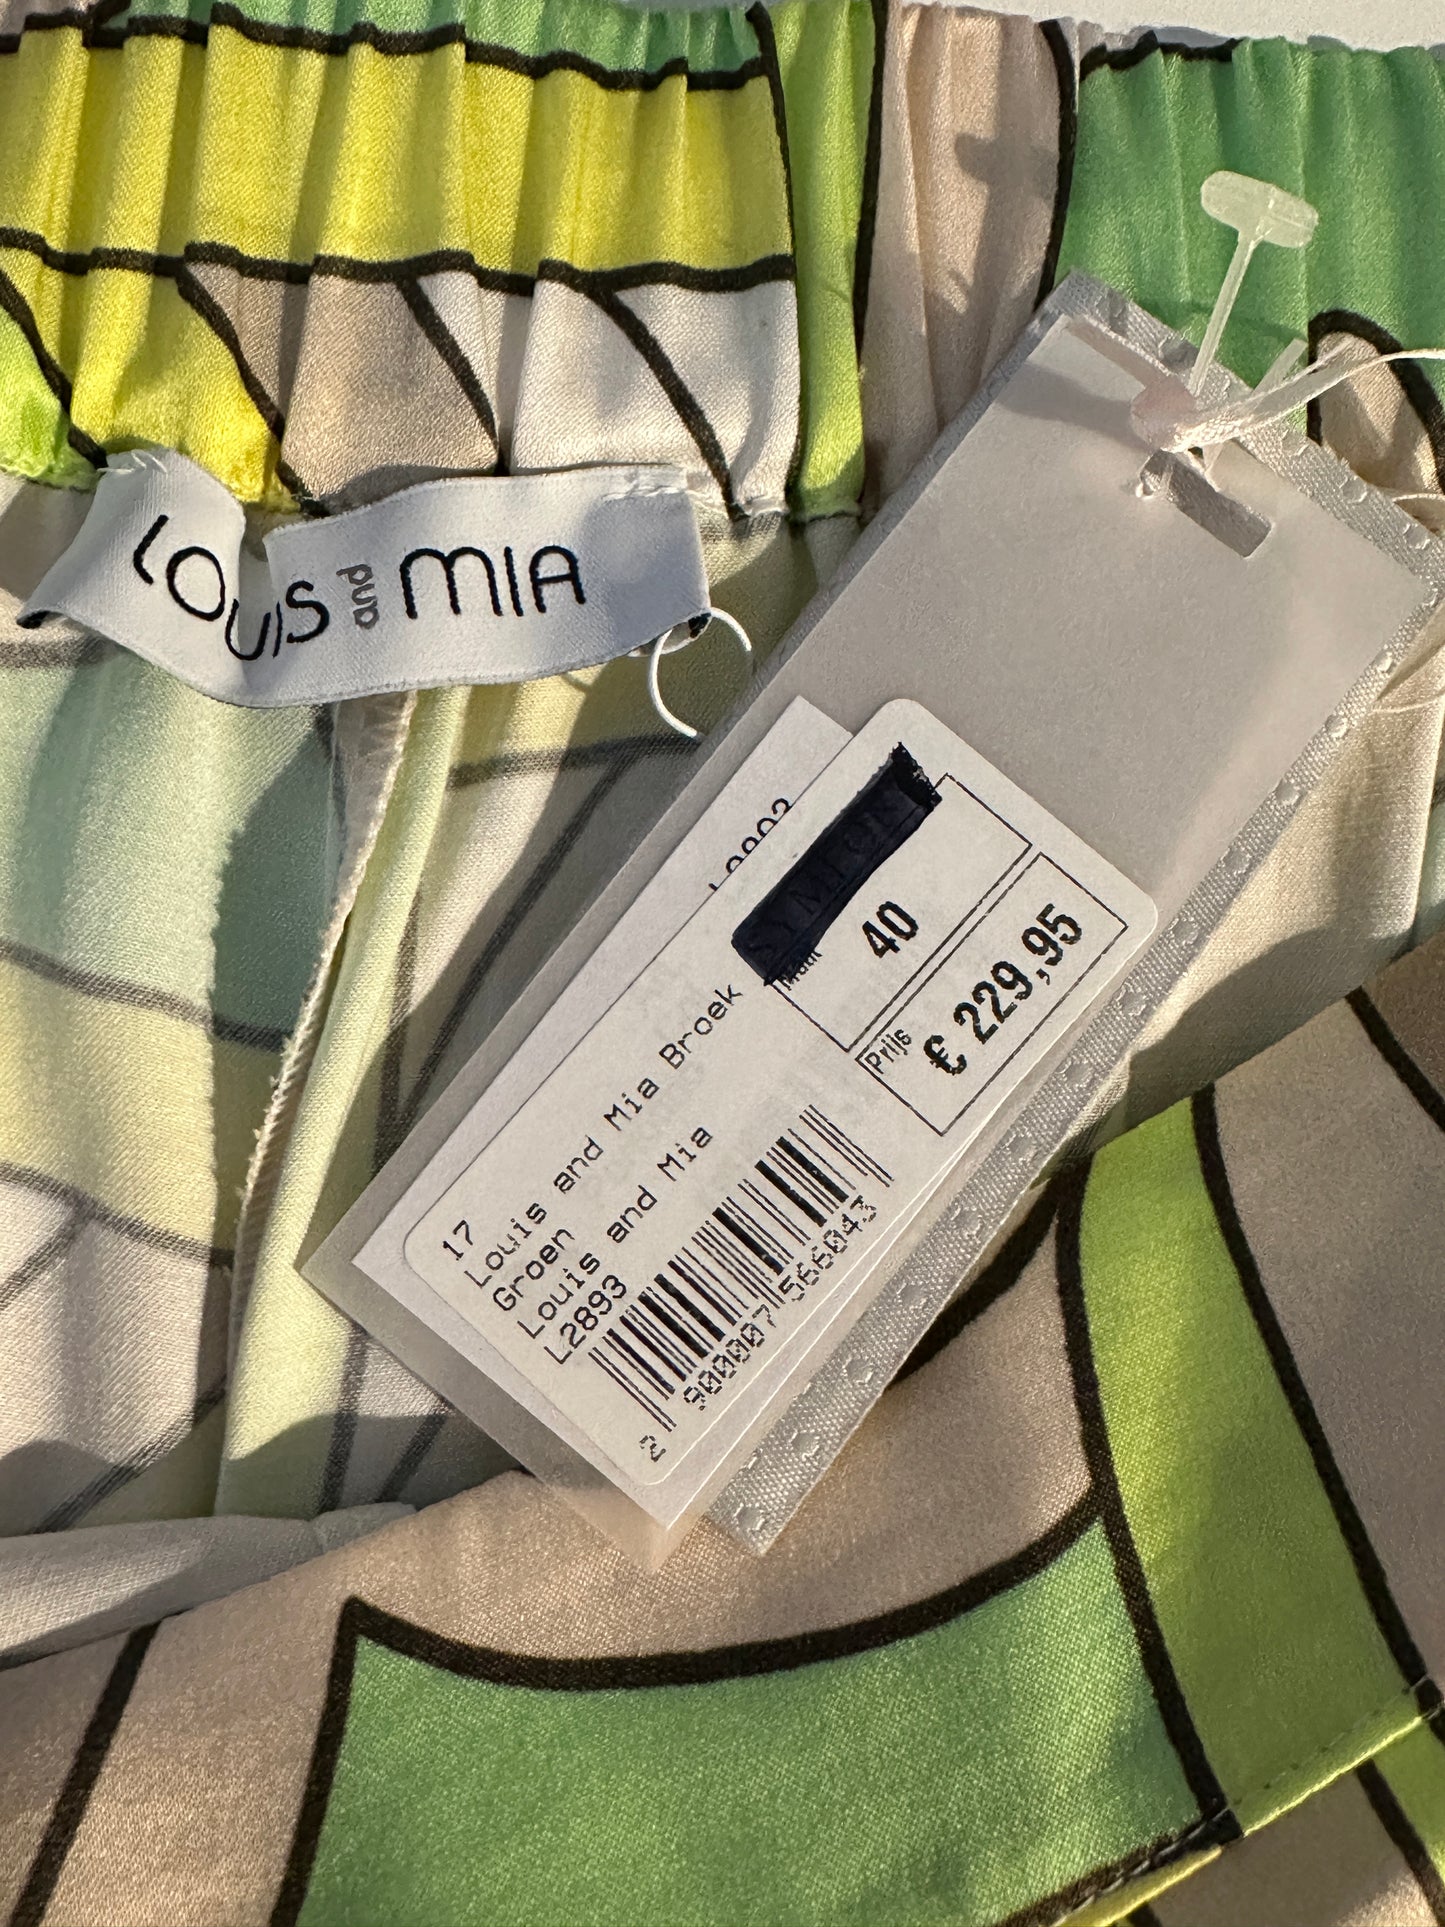 LOUIS and MIA
Maat
40
Prijs
€ 229,95
17
Louis and Mia Broek
Groen
Louis and Mia
L2893
2 900007 566043